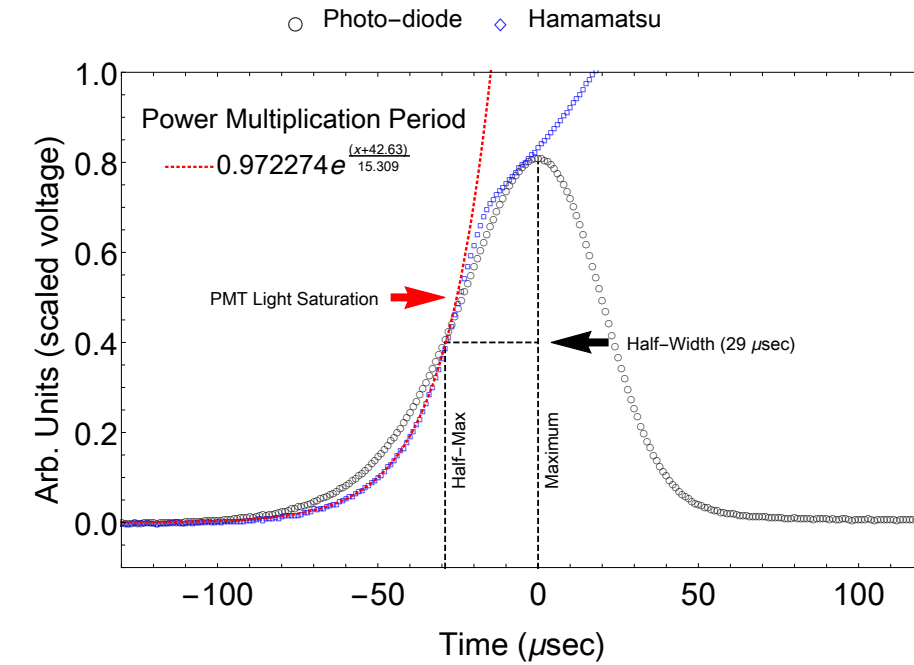 Photo−diode Hamamatsu
Power Multiplication Period
0.972274e^((x+42.63)/15.309)
PMT Light Saturation
Half−Width (29 μsec)
Half−Max
Maximum
Arb. Units (scaled voltage)
1.0
0.8
0.6
0.4
0.2
0.0
−100 −50 0 50 100
Time (μsec)